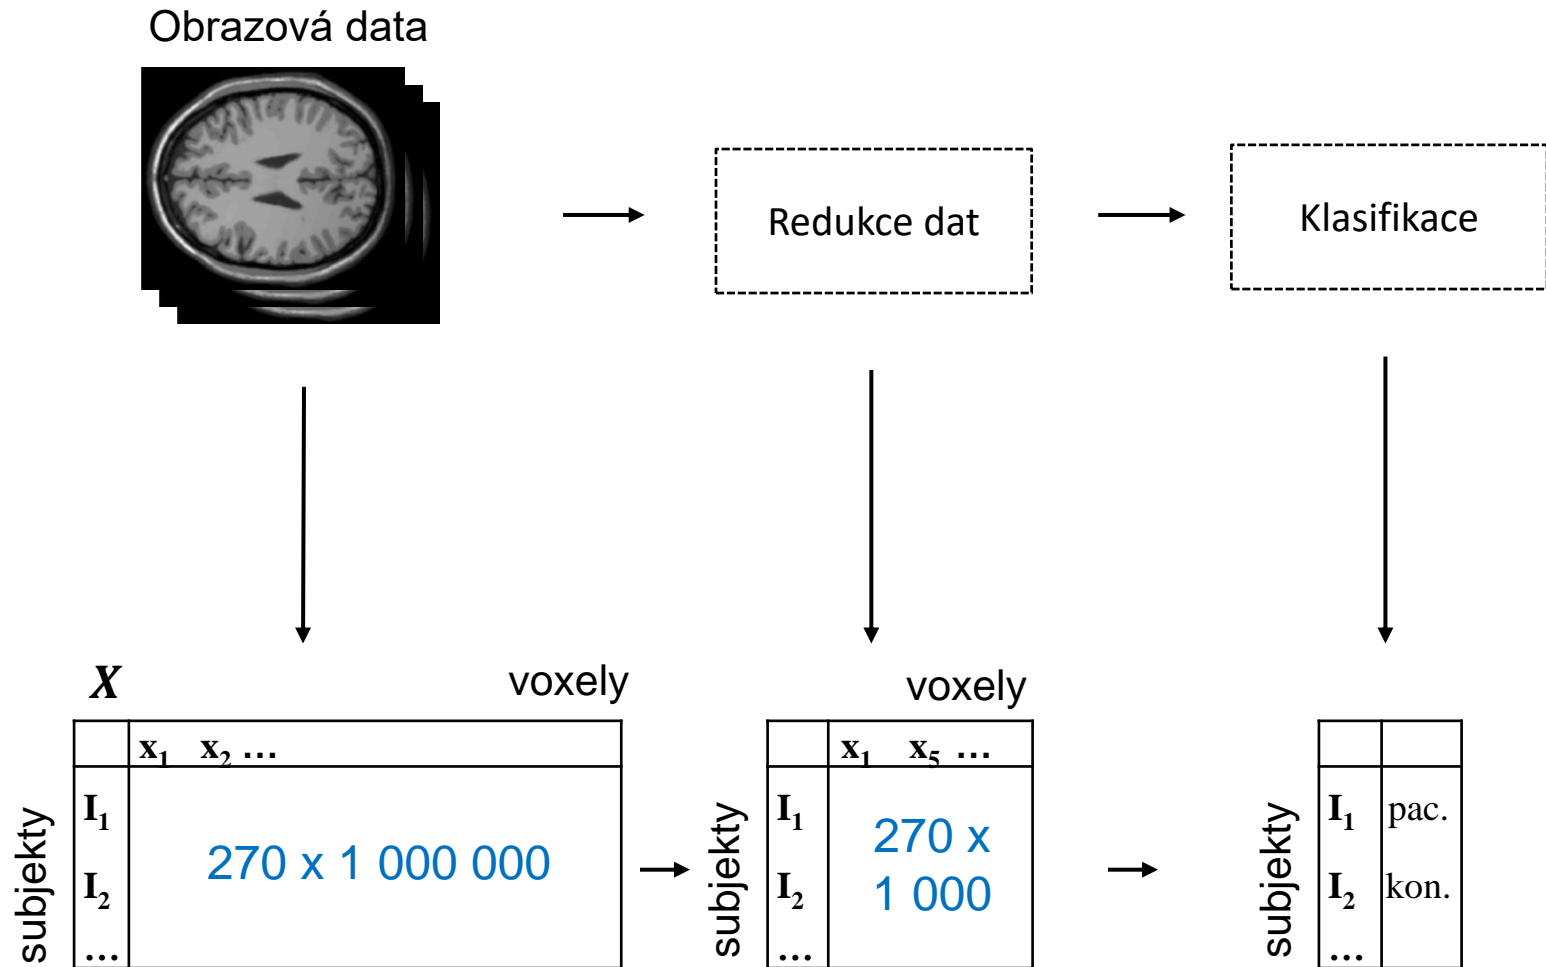 Obrazová data
Redukce dat
Klasifikace
X
voxely
voxely
x1 x2 …
x1 x5 …
subjekty
I1
I2
…
270 x 1 000 000
subjekty
I1
I2
…
270 x
1 000
subjekty
I1 pac.
I2 kon.
…